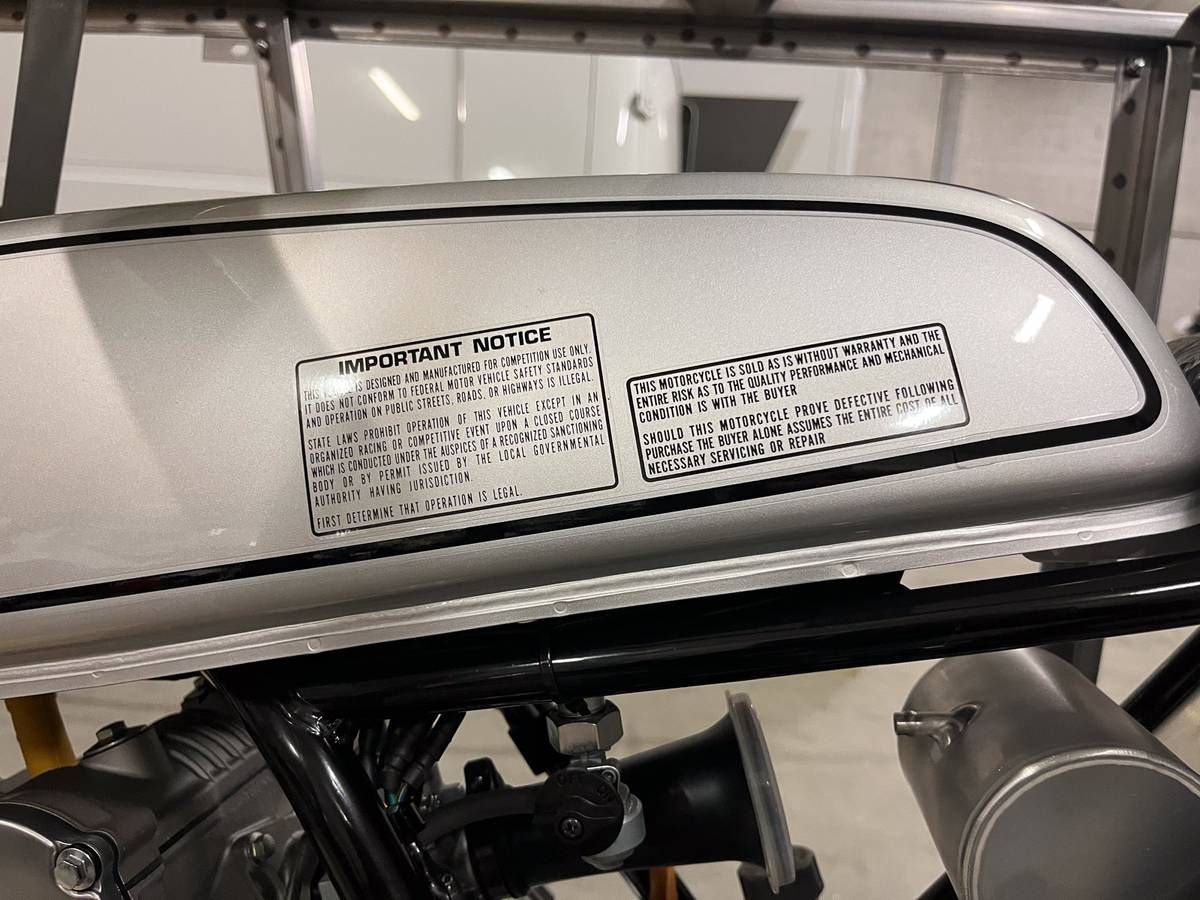 IMPORTANT NOTICE
THIS IS DESIGNED AND MANUFACTURED FOR COMPETITION USE ONLY.
IT DOES NOT CONFORM TO FEDERAL MOTOR VEHICLE SAFETY STANDARDS
AND OPERATION ON PUBLIC STREETS, ROADS, OR HIGHWAYS IS ILLEGAL.
STATE LAWS PROHIBIT OPERATION OF THIS VEHICLE EXCEPT IN AN
ORGANIZED RACING OR COMPETITIVE EVENT UPON A CLOSED COURSE
WHICH IS CONDUCTED UNDER THE AUSPICES OF A RECOGNIZED SANCTIONING
BODY OR BY PERMIT ISSUED BY THE LOCAL GOVERNMENTAL
AUTHORITY HAVING JURISDICTION.
FIRST DETERMINE THAT OPERATION IS LEGAL.
THIS MOTORCYCLE IS SOLD AS IS WITHOUT WARRANTY AND THE
ENTIRE RISK AS TO THE QUALITY PERFORMANCE AND MECHANICAL
CONDITION IS WITH THE BUYER
SHOULD THIS MOTORCYCLE PROVE DEFECTIVE FOLLOWING
PURCHASE THE BUYER ALONE ASSUMES THE ENTIRE COST OF ALL
NECESSARY SERVICING OR REPAIR